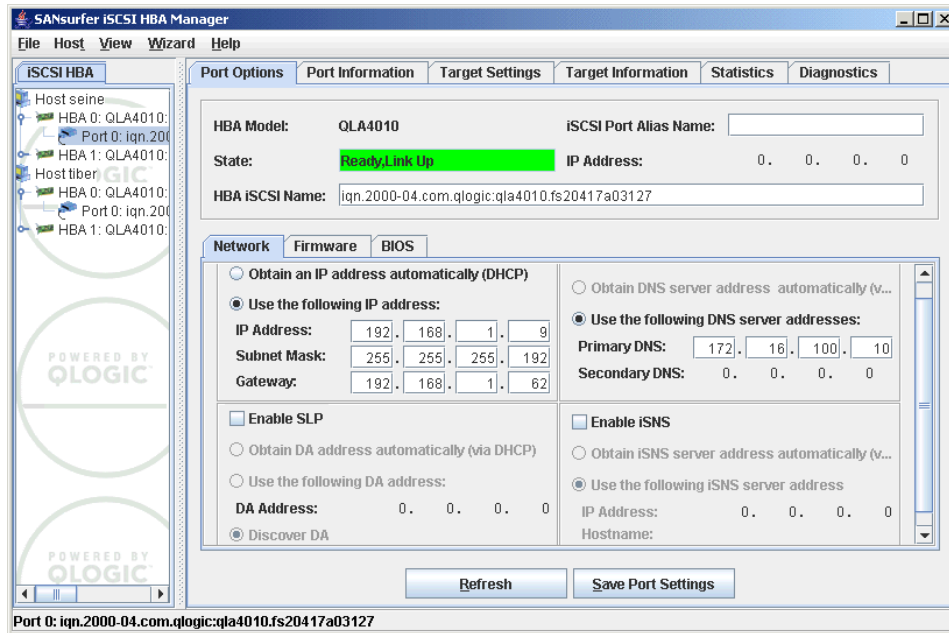 SANsurfer iSCSI HBA Manager
File Host View Wizard Help
iSCSI HBA
Host seine
HBA 0: QLA4010:
Port 0: iqn.200
HBA 1: QLA4010:
Host tiber
HBA 0: QLA4010:
Port 0: iqn.200
HBA 1: QLA4010:
GIC
POWERED BY
QLOGIC
POWERED BY
QLOGIC
Port Options Port Information Target Settings Target Information Statistics Diagnostics
HBA Model: QLA4010 iSCSI Port Alias Name:
State: Ready,Link Up IP Address: 0. 0. 0. 0
HBA iSCSI Name: iqn.2000-04.com.qlogic:qla4010.fs20417a03127
Network Firmware BIOS
Obtain an IP address automatically (DHCP)
Use the following IP address:
IP Address: 192. 168. 1. 9
Subnet Mask: 255. 255. 255. 192
Gateway: 192. 168. 1. 62
Obtain DNS server address automatically (v...
Use the following DNS server addresses:
Primary DNS: 172. 16. 100. 10
Secondary DNS: 0. 0. 0. 0
Enable SLP
Obtain DA address automatically (via DHCP)
Use the following DA address:
DA Address: 0. 0. 0. 0
Discover DA
Enable iSNS
Obtain iSNS server address automatically (v...
Use the following iSNS server address
IP Address: 0. 0. 0. 0
Hostname:
Refresh Save Port Settings
Port 0: iqn.2000-04.com.qlogic:qla4010.fs20417a03127